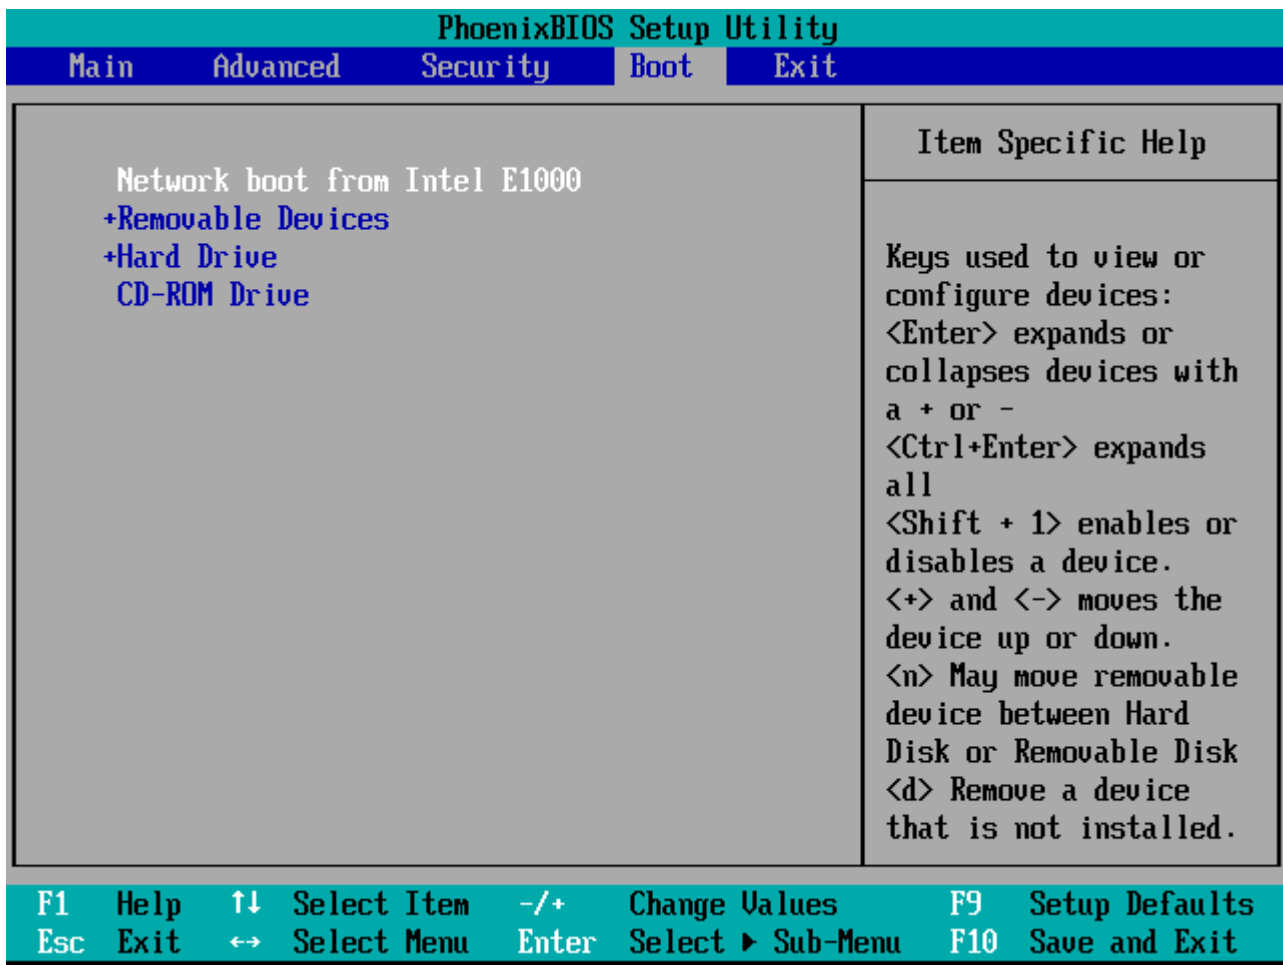 PhoenixBIOS Setup Utility
Main Advanced Security Boot Exit
Network boot from Intel E1000
+Removable Devices
+Hard Drive
CD-ROM Drive
Item Specific Help
Keys used to view or
configure devices:
<Enter> expands or
collapses devices with
a + or -
<Ctrl+Enter> expands
all
<Shift + 1> enables or
disables a device.
<+> and <-> moves the
device up or down.
<n> May move removable
device between Hard
Disk or Removable Disk
<d> Remove a device
that is not installed.
F1 Help ↑↓ Select Item -/+ Change Values F9 Setup Defaults
Esc Exit ↔ Select Menu Enter Select ▶ Sub-Menu F10 Save and Exit